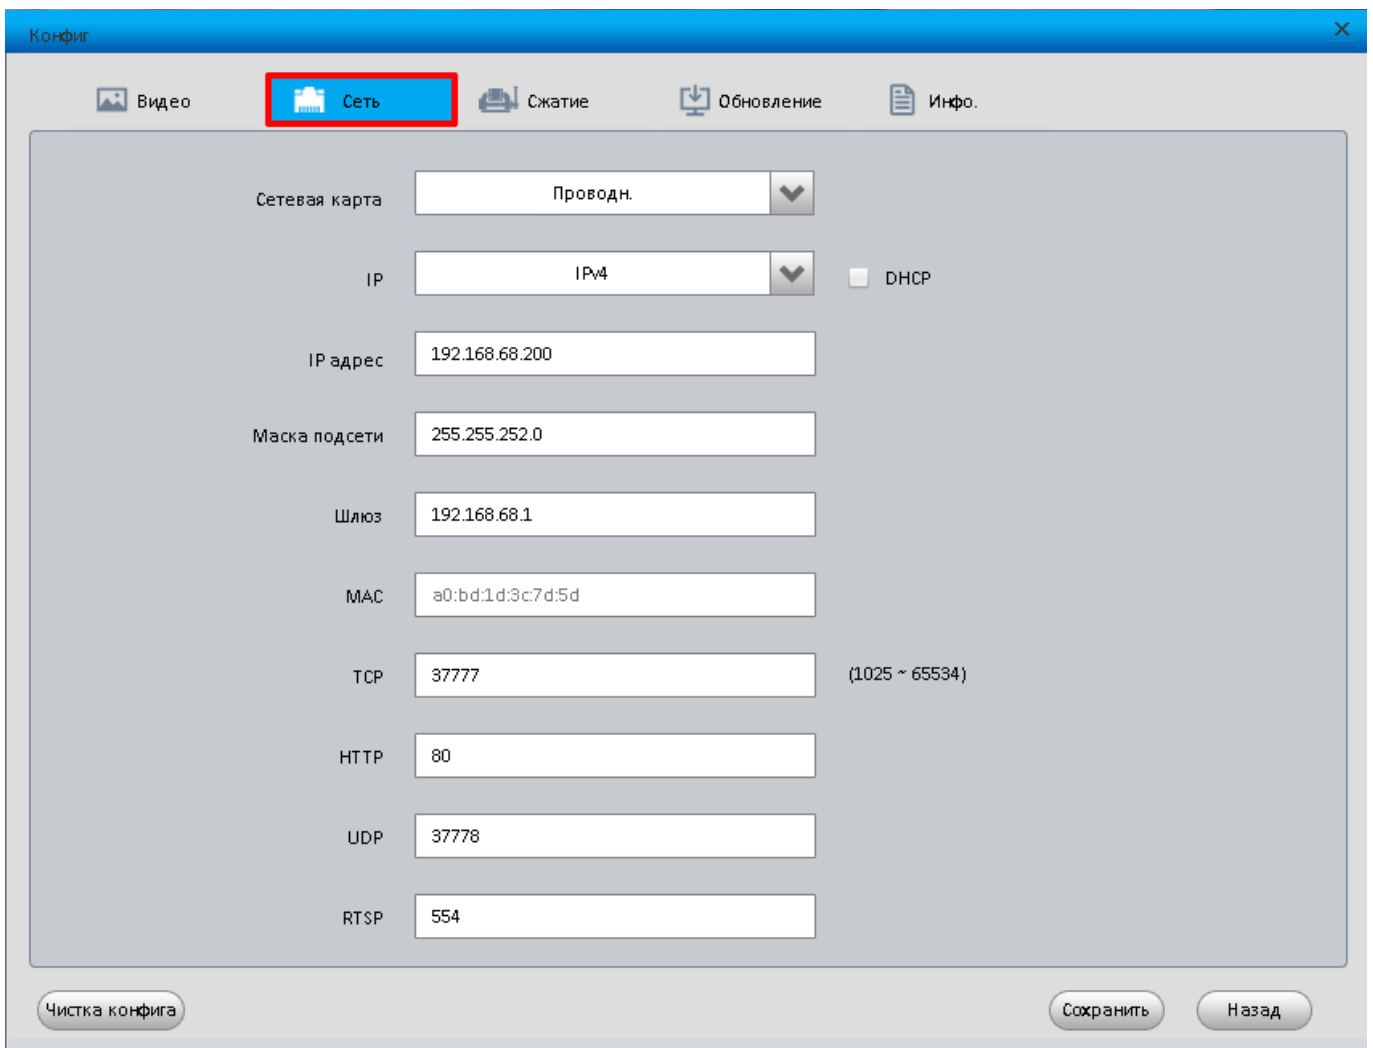 Конфиг
Видео
Сеть
Сжатие
Обновление
Инфо.
Сетевая карта
Проводн.
IP
IPv4
DHCP
IP адрес
192.168.68.200
Маска подсети
255.255.252.0
Шлюз
192.168.68.1
MAC
a0:bd:1d:3c:7d:5d
TCP
37777
(1025 ~ 65534)
HTTP
80
UDP
37778
RTSP
554
Чистка конфига
Сохранить
Назад